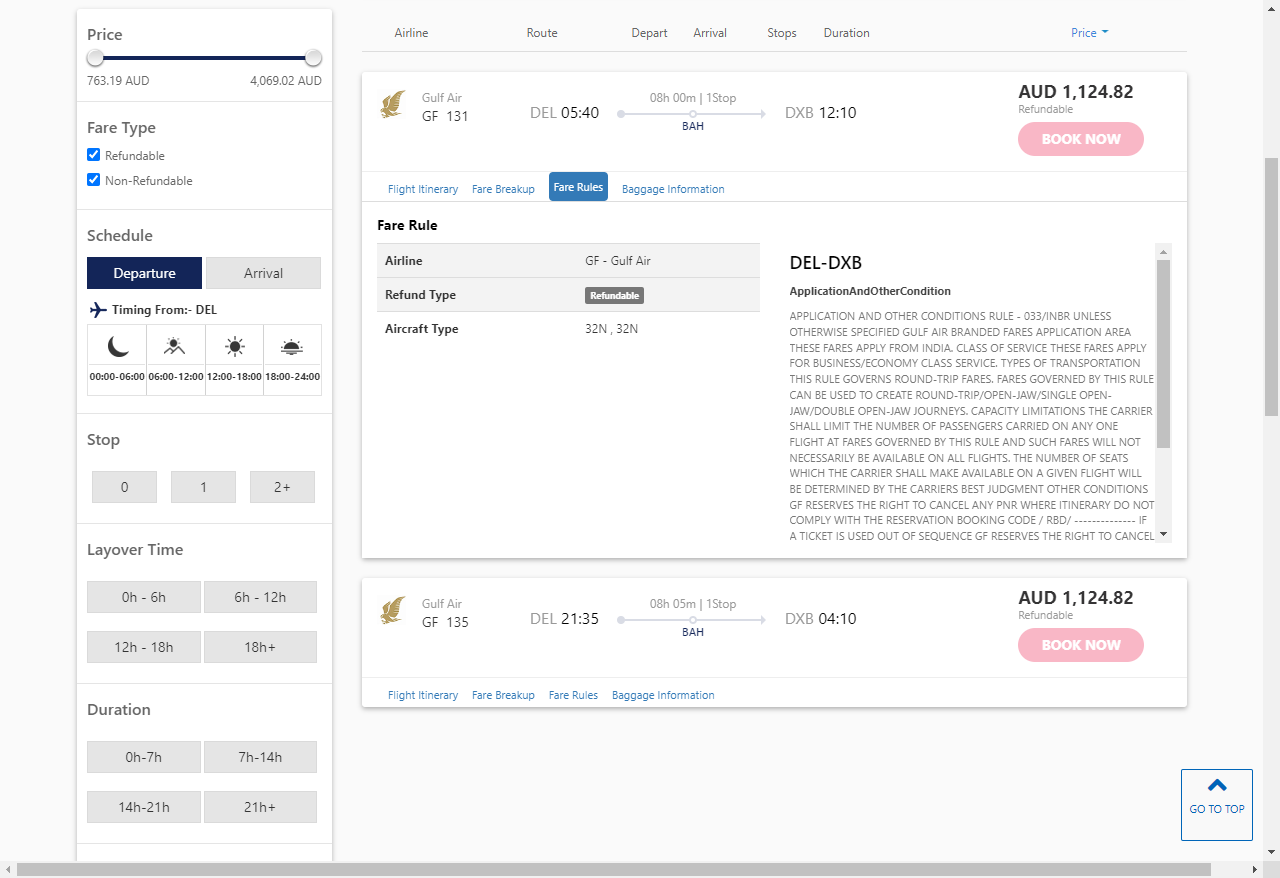 Price
763.19 AUD 4,069.02 AUD
Fare Type
Refundable
Non-Refundable
Schedule
Departure Arrival
Timing From:- DEL
00:00-06:00 06:00-12:00 12:00-18:00 18:00-24:00
Stop
0 1 2+
Layover Time
0h - 6h 6h - 12h
12h - 18h 18h+
Duration
0h-7h 7h-14h
14h-21h 21h+
Airline Route Depart Arrival Stops Duration Price
Gulf Air
GF 131
DEL 05:40
08h 00m | 1Stop
BAH
DXB 12:10
AUD 1,124.82
Refundable
BOOK NOW
Flight Itinerary Fare Breakup Fare Rules Baggage Information
Fare Rule
Airline GF - Gulf Air
Refund Type Refundable
Aircraft Type 32N , 32N
DEL-DXB
ApplicationAndOtherCondition
APPLICATION AND OTHER CONDITIONS RULE - 033/INBR UNLESS
OTHERWISE SPECIFIED GULF AIR BRANDED FARES APPLICATION AREA
THESE FARES APPLY FROM INDIA. CLASS OF SERVICE THESE FARES APPLY
FOR BUSINESS/ECONOMY CLASS SERVICE. TYPES OF TRANSPORTATION
THIS RULE GOVERNS ROUND-TRIP FARES. FARES GOVERNED BY THIS RULE
CAN BE USED TO CREATE ROUND-TRIP/OPEN-JAW/SINGLE OPEN-
JAW/DOUBLE OPEN-JAW JOURNEYS. CAPACITY LIMITATIONS THE CARRIER
SHALL LIMIT THE NUMBER OF PASSENGERS CARRIED ON ANY ONE
FLIGHT AT FARES GOVERNED BY THIS RULE AND SUCH FARES WILL NOT
NECESSARILY BE AVAILABLE ON ALL FLIGHTS. THE NUMBER OF SEATS
WHICH THE CARRIER SHALL MAKE AVAILABLE ON A GIVEN FLIGHT WILL
BE DETERMINED BY THE CARRIERS BEST JUDGMENT OTHER CONDITIONS
GF RESERVES THE RIGHT TO CANCEL ANY PNR WHERE ITINERARY DO NOT
COMPLY WITH THE RESERVATION BOOKING CODE / RBD/ -------------- IF
A TICKET IS USED OUT OF SEQUENCE GF RESERVES THE RIGHT TO CANCEL
Gulf Air
GF 135
DEL 21:35
08h 05m | 1Stop
BAH
DXB 04:10
AUD 1,124.82
Refundable
BOOK NOW
Flight Itinerary Fare Breakup Fare Rules Baggage Information
GO TO TOP